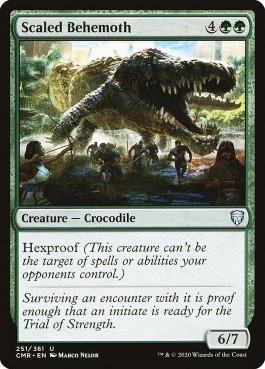 Scaled Behemoth 4
Creature — Crocodile
Hexproof (This creature can't be
the target of spells or abilities your
opponents control.)
Surviving an encounter with it is proof
enough that an initiate is ready for the
Trial of Strength.
6/7
251/361 U
CMR • EN Marco Nelor
™ & © 2020 Wizards of the Coast